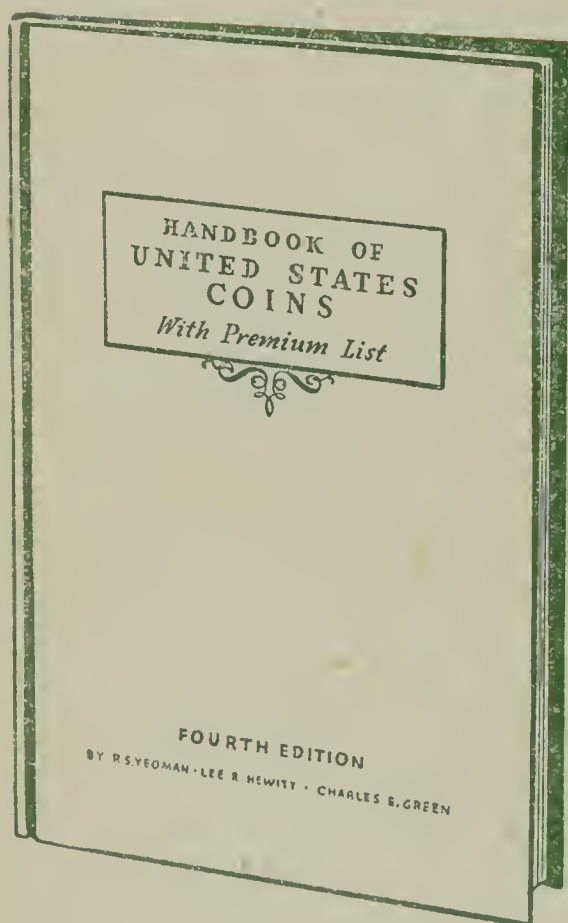 HANDBOOK OF
UNITED STATES
COINS
With Premium List
FOURTH EDITION
BY R.S.YEOMAN · LEE R HEWITT · CHARLES E.GREEN